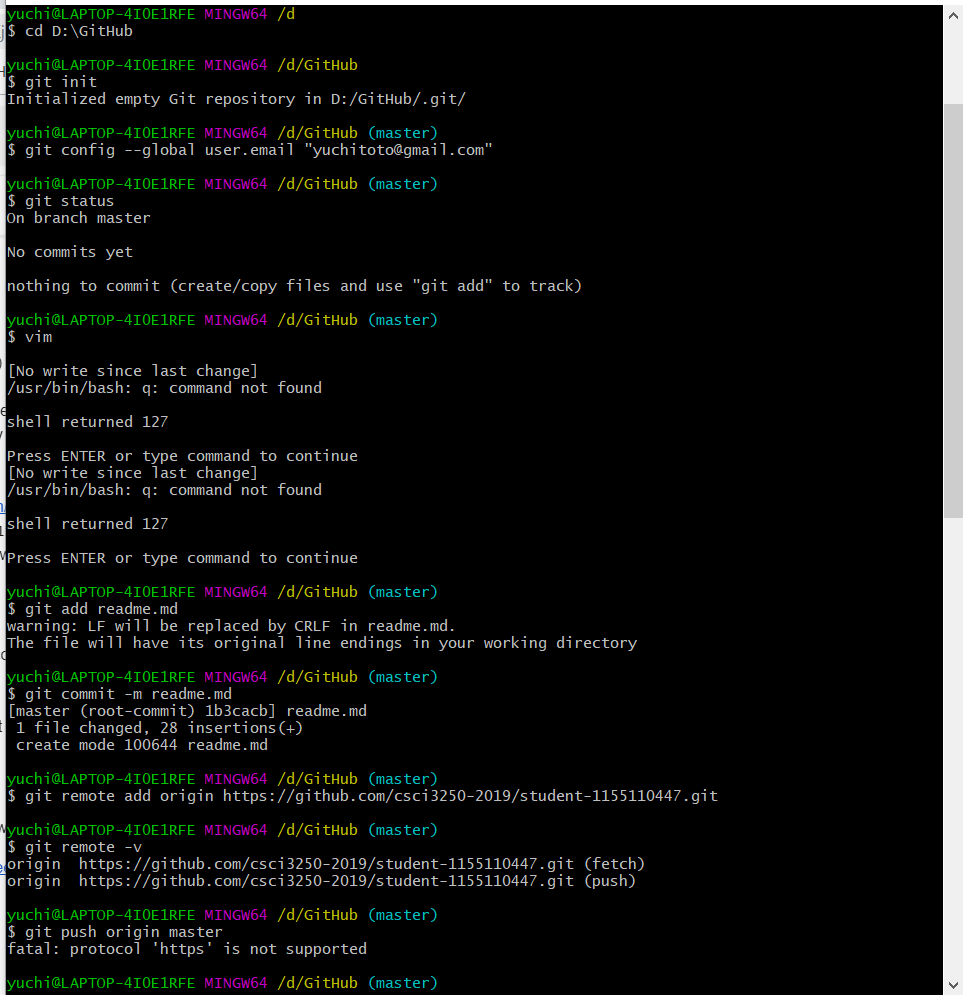 yuchi@LAPTOP-4IOE1RFE MINGW64 /d
$ cd D:\GitHub
yuchi@LAPTOP-4IOE1RFE MINGW64 /d/GitHub
$ git init
Initialized empty Git repository in D:/GitHub/.git/
yuchi@LAPTOP-4IOE1RFE MINGW64 /d/GitHub (master)
$ git config --global user.email "yuchitoto@gmail.com"
yuchi@LAPTOP-4IOE1RFE MINGW64 /d/GitHub (master)
$ git status
On branch master
No commits yet
nothing to commit (create/copy files and use "git add" to track)
yuchi@LAPTOP-4IOE1RFE MINGW64 /d/GitHub (master)
$ vim
[No write since last change]
/usr/bin/bash: q: command not found
shell returned 127
Press ENTER or type command to continue
[No write since last change]
/usr/bin/bash: q: command not found
shell returned 127
Press ENTER or type command to continue
yuchi@LAPTOP-4IOE1RFE MINGW64 /d/GitHub (master)
$ git add readme.md
warning: LF will be replaced by CRLF in readme.md.
The file will have its original line endings in your working directory
yuchi@LAPTOP-4IOE1RFE MINGW64 /d/GitHub (master)
$ git commit -m readme.md
[master (root-commit) 1b3cacb] readme.md
1 file changed, 28 insertions(+)
create mode 100644 readme.md
yuchi@LAPTOP-4IOE1RFE MINGW64 /d/GitHub (master)
$ git remote add origin https://github.com/csci3250-2019/student-1155110447.git
yuchi@LAPTOP-4IOE1RFE MINGW64 /d/GitHub (master)
$ git remote -v
origin https://github.com/csci3250-2019/student-1155110447.git (fetch)
origin https://github.com/csci3250-2019/student-1155110447.git (push)
yuchi@LAPTOP-4IOE1RFE MINGW64 /d/GitHub (master)
$ git push origin master
fatal: protocol 'https' is not supported
yuchi@LAPTOP-4IOE1RFE MINGW64 /d/GitHub (master)